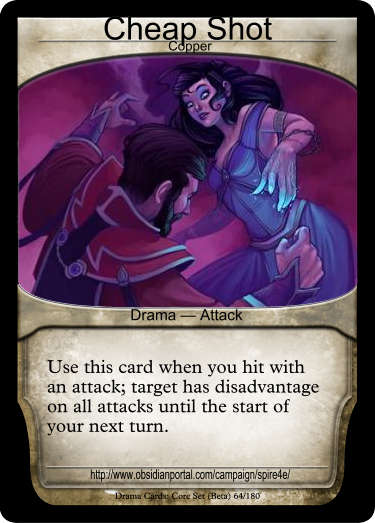 Cheap Shot
Copper
Drama — Attack
Use this card when you hit with
an attack; target has disadvantage
on all attacks until the start of
your next turn.
http://www.obsidianportal.com/campaign/spire4e/
Drama Cards: Core Set (Beta) 64/180